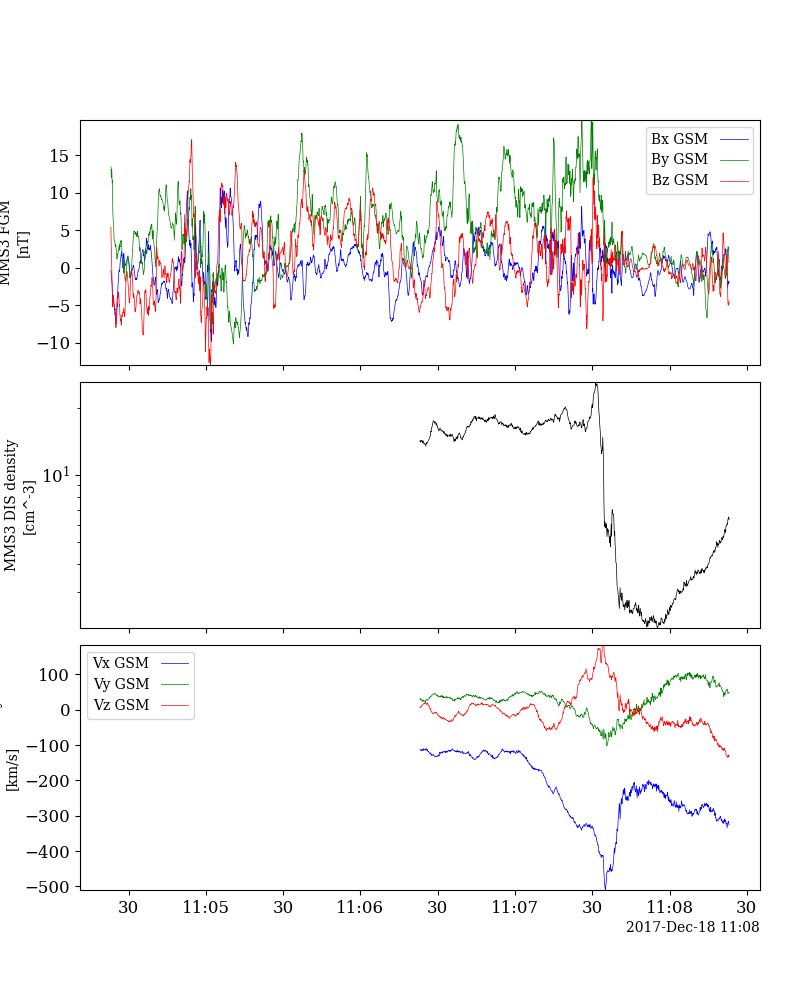 MMS3 FGM
[nT]
15
10
5
0
−5
−10
Bx GSM
By GSM
Bz GSM
MMS3 DIS density
[cm^-3]
10^1
[km/s]
100
0
−100
−200
−300
−400
−500
Vx GSM
Vy GSM
Vz GSM
30 11:05 30 11:06 30 11:07 30 11:08 30
2017-Dec-18 11:08